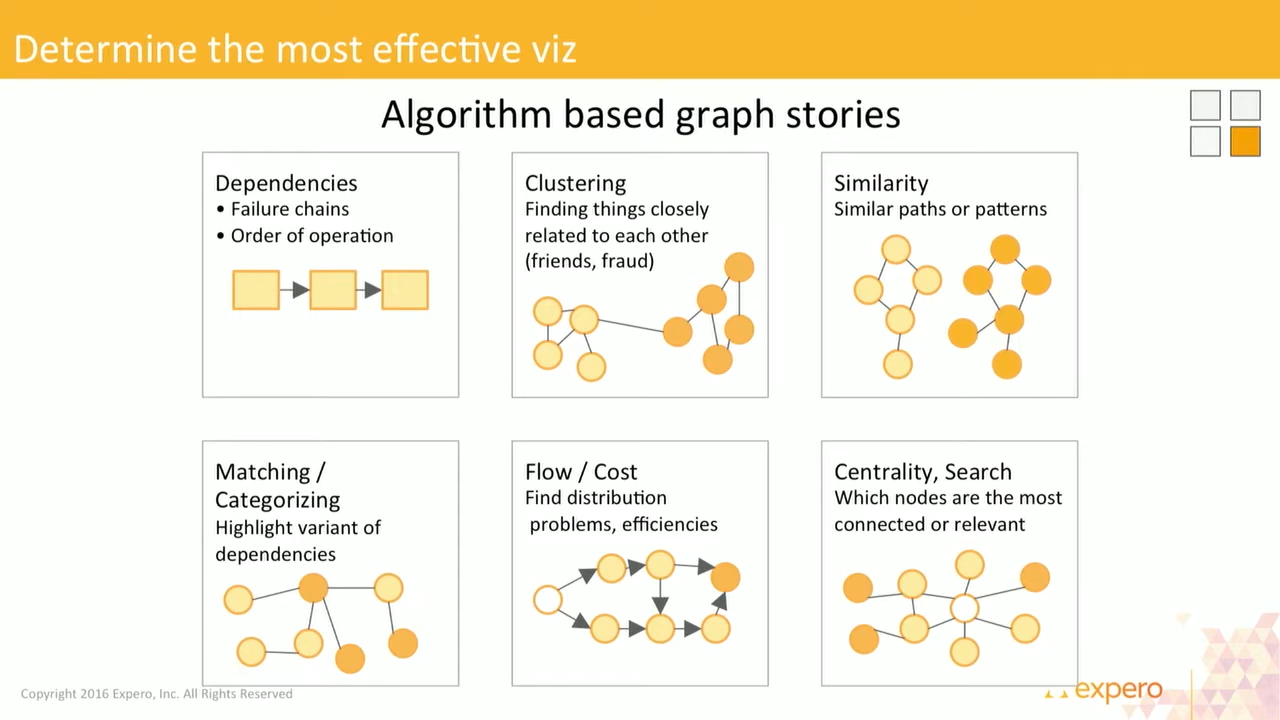 Determine the most effective viz
Algorithm based graph stories
Dependencies
• Failure chains
• Order of operation
Clustering
Finding things closely
related to each other
(friends, fraud)
Similarity
Similar paths or patterns
Matching /
Categorizing
Highlight variant of
dependencies
Flow / Cost
Find distribution
problems, efficiencies
Centrality, Search
Which nodes are the most
connected or relevant
Copyright 2016 Expero, Inc. All Rights Reserved
expero